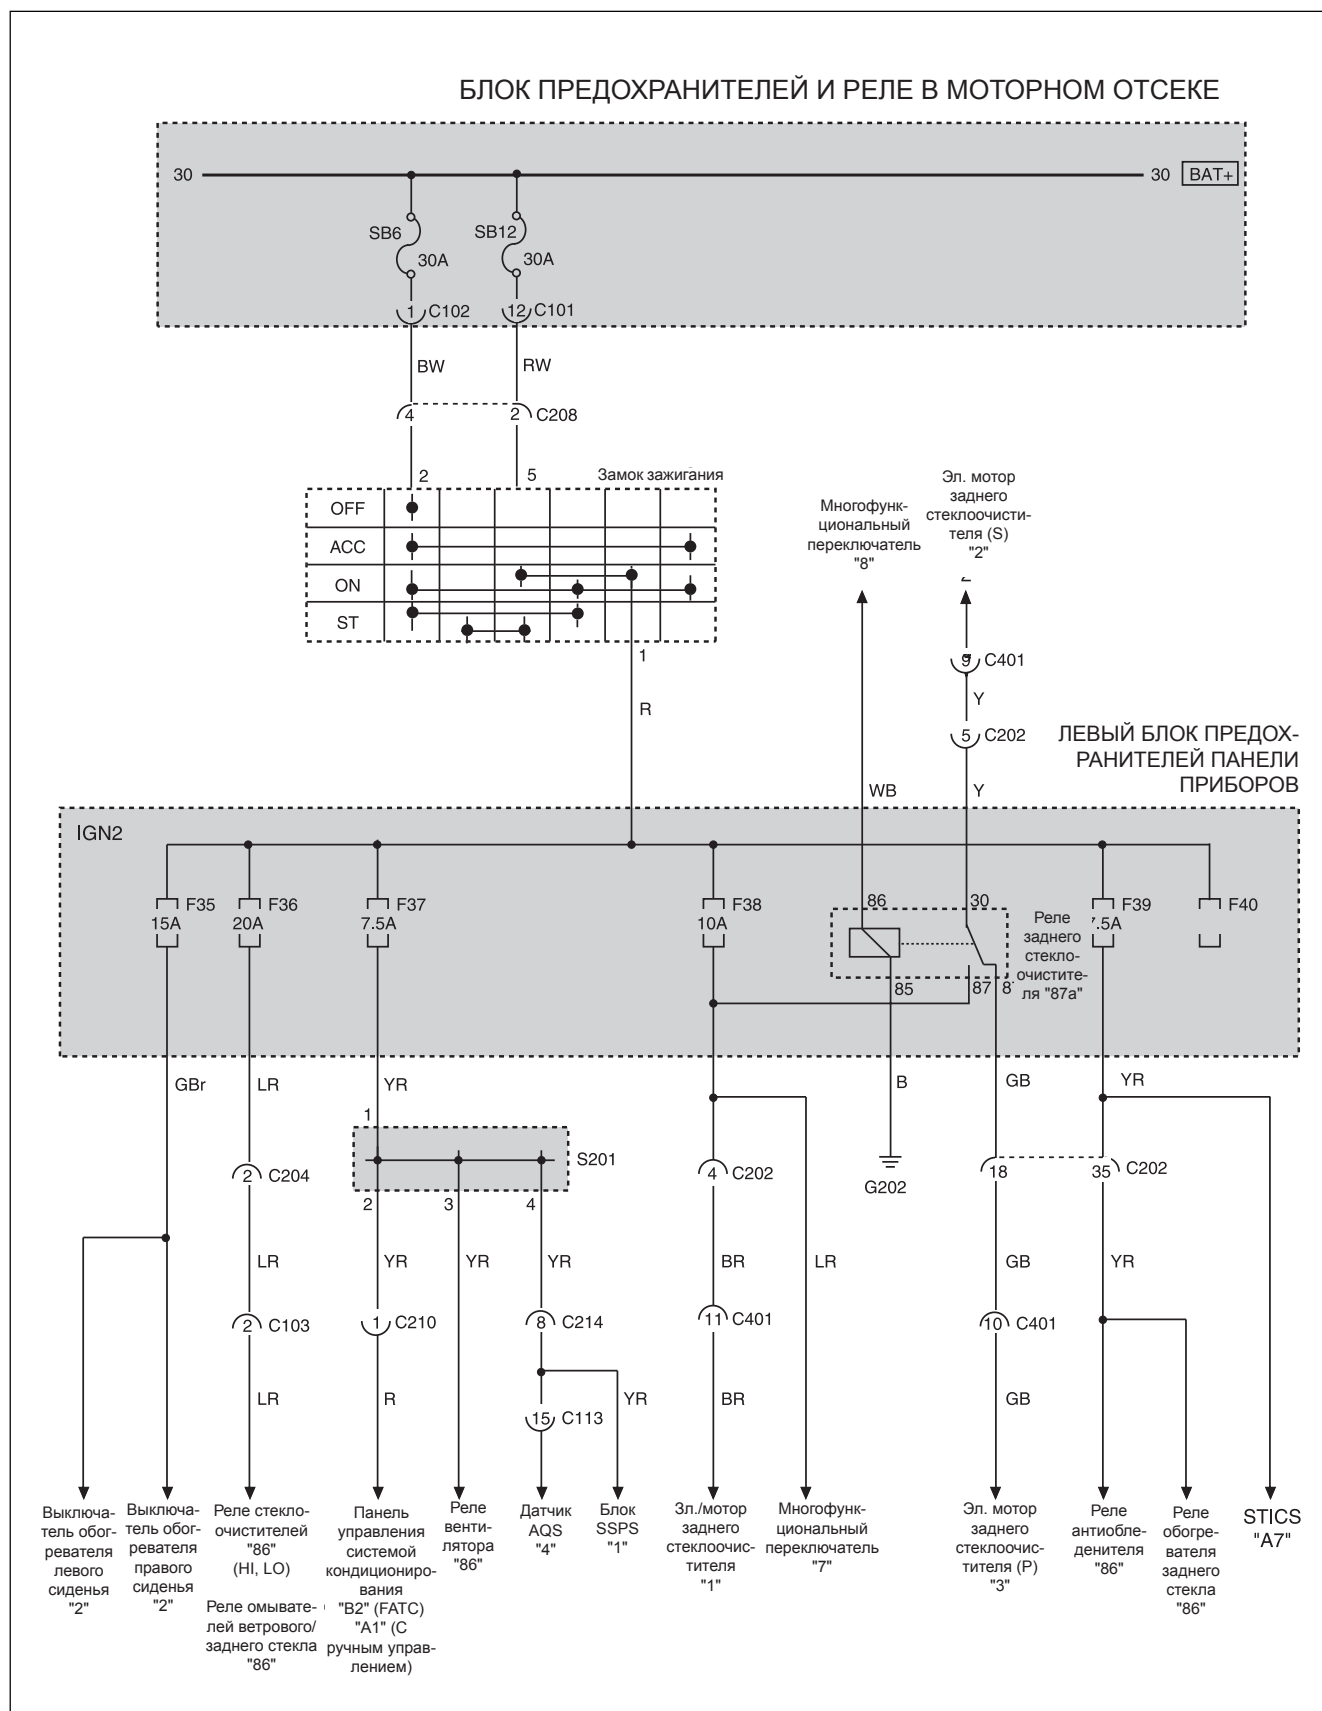 БЛОК ПРЕДОХРАНИТЕЛЕЙ И РЕЛЕ В МОТОРНОМ ОТСЕКЕ
30
30 BAT+
SB6 SB12
30A 30A
1 C102 12 C101
BW RW
4 2 C208
2 5 Замок зажигания
OFF
ACC
ON
ST
1
R
Многофунк-
циональный
переключатель
"8"
Эл. мотор
заднего
стеклоочисти-
теля (S)
"2"
9 C401
Y
5 C202
WB Y
ЛЕВЫЙ БЛОК ПРЕДОХ-
РАНИТЕЛЕЙ ПАНЕЛИ
ПРИБОРОВ
IGN2
F35 F36 F37 F38 F39 F40
15A 20A 7.5A 10A 7.5A
86 30
85 87 8
Реле
заднего
стекло-
очистите-
ля "87a"
GBr LR YR B GB YR
1
S201
2 3 4
2 C204
4 C202
G202
18 35 C202
LR YR YR YR BR LR GB YR
2 C103
1 C210
8 C214
11 C401
10 C401
LR R YR BR GB
15 C113
Выключа-
тель обог-
ревателя
левого
сиденья
"2"
Выключа-
тель обог-
ревателя
правого
сиденья
"2"
Реле стекло-
очистителей
"86"
(HI, LO)
Реле омывате-
лей ветрового/
заднего стекла
"86"
Панель
управления
системой
кондициониро-
вания
"B2" (FATC)
"A1" (С
ручным управ-
лением)
Реле
венти-
лятора
"86"
Датчик
AQS
"4"
Блок
SSPS
"1"
Зл./мотор
заднего
стеклоочис-
тителя
"1"
Многофунк-
циональный
переключатель
"7"
Эл. мотор
заднего
стеклоочис-
тителя (P)
"3"
Реле
антиобле-
денителя
"86"
Реле
обогре-
вателя
заднего
стекла
"86"
STICS
"A7"